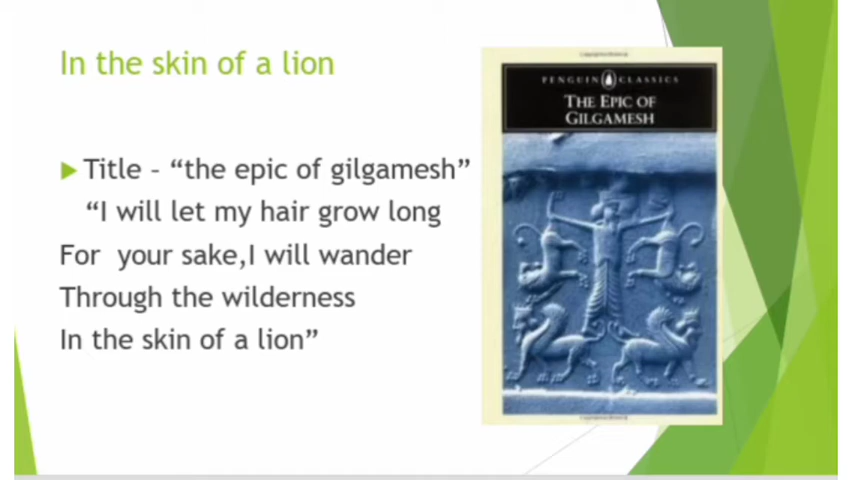 In the skin of a lion
Title – “the epic of gilgamesh”
“I will let my hair grow long
For  your sake,I will wander
Through the wilderness
In the skin of a lion”
PENGUIN CLASSICS
THE EPIC OF
GILGAMESH